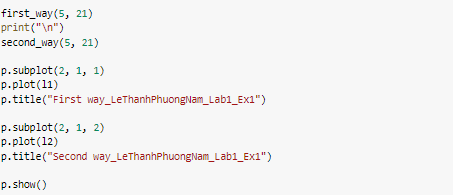 first_way(5, 21)
print("\n")
second_way(5, 21)
p.subplot(2, 1, 1)
p.plot(l1)
p.title("First way_LeThanhPhuongNam_Lab1_Ex1")
p.subplot(2, 1, 2)
p.plot(l2)
p.title("Second way_LeThanhPhuongNam_Lab1_Ex1")
p.show()